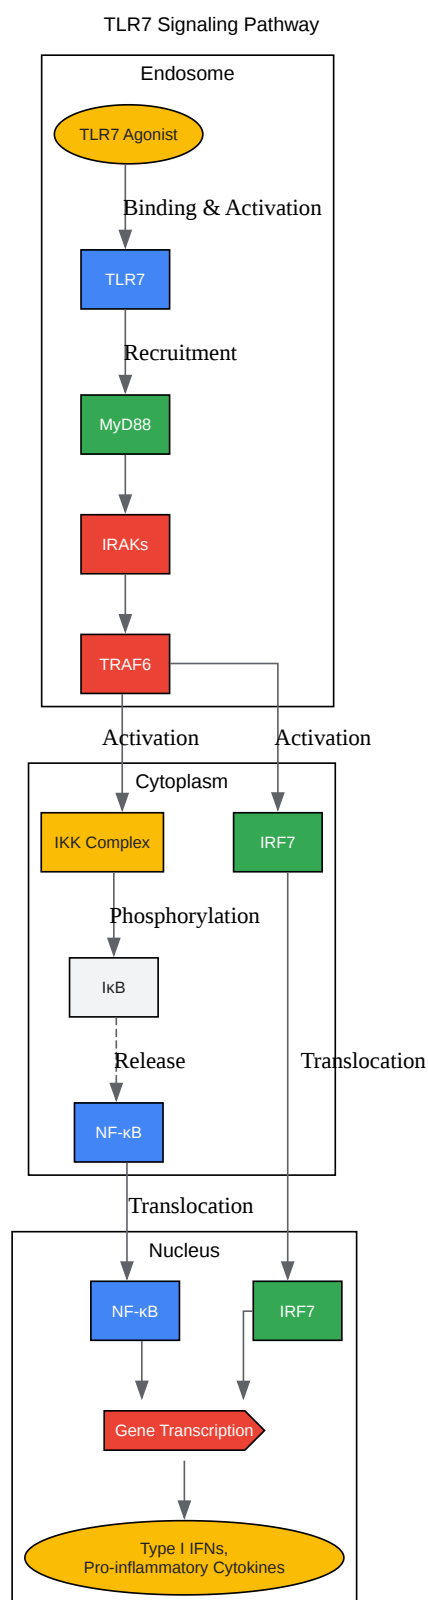 TLR7 Signaling Pathway
Endosome
TLR7 Agonist
Binding & Activation
TLR7
Recruitment
MyD88
IRAKs
TRAF6
Activation
Activation
Cytoplasm
IKK Complex
IRF7
Phosphorylation
IκB
Release
Translocation
NF-κB
Translocation
Nucleus
NF-κB
IRF7
Gene Transcription
Type I IFNs,
Pro-inflammatory Cytokines